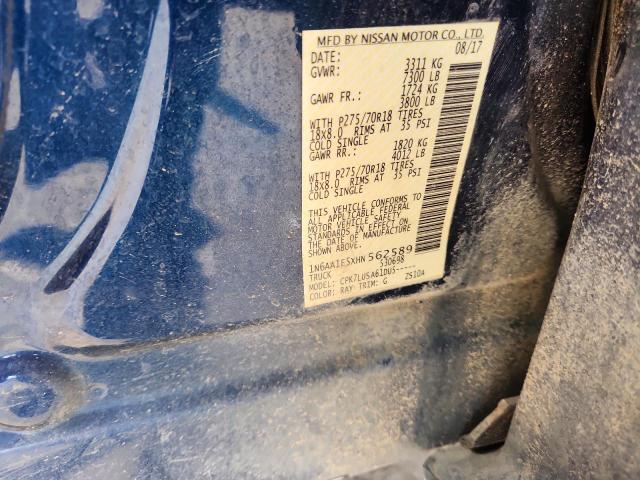 MFD BY NISSAN MOTOR CO., LTD.
DATE: 08/17
GVWR: 3311 KG
7300 LB
GAWR FR.: 1724 KG
3800 LB
WITH P275/70R18 TIRES
18x8.0 RIMS AT 35 PSI
COLD SINGLE
GAWR RR.: 1820 KG
4012 LB
WITH P275/70R18 TIRES
18x8.0 RIMS AT 35 PSI
COLD SINGLE
THIS VEHICLE CONFORMS TO
ALL APPLICABLE FEDERAL
MOTOR VEHICLE SAFETY
STANDARDS IN EFFECT ON
THE DATE OF MANUFACTURE
SHOWN ABOVE.
1N6AA1E5XHN562589
TRUCK 530698
MODEL: CPK7LUSA61DUS-----
COLOR: RAY TRIM: G ZS10A